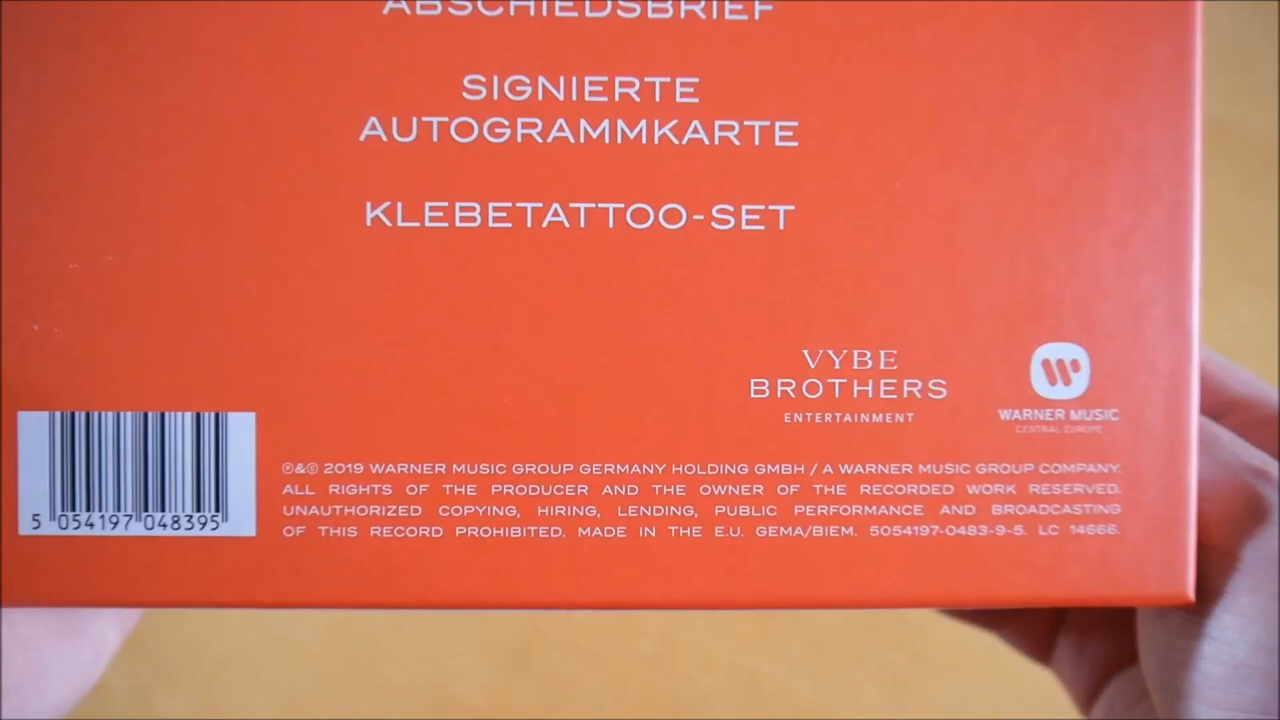 ABSCHIEDSBRIEF
SIGNIERTE
AUTOGRAMMKARTE
KLEBETATTOO-SET
VYBE
BROTHERS
ENTERTAINMENT
WARNER MUSIC
CENTRAL EUROPE
5 054197 048395
℗&© 2019 WARNER MUSIC GROUP GERMANY HOLDING GMBH / A WARNER MUSIC GROUP COMPANY.
ALL RIGHTS OF THE PRODUCER AND THE OWNER OF THE RECORDED WORK RESERVED.
UNAUTHORIZED COPYING, HIRING, LENDING, PUBLIC PERFORMANCE AND BROADCASTING
OF THIS RECORD PROHIBITED. MADE IN THE E.U. GEMA/BIEM. 5054197-0483-9-5. LC 14666.